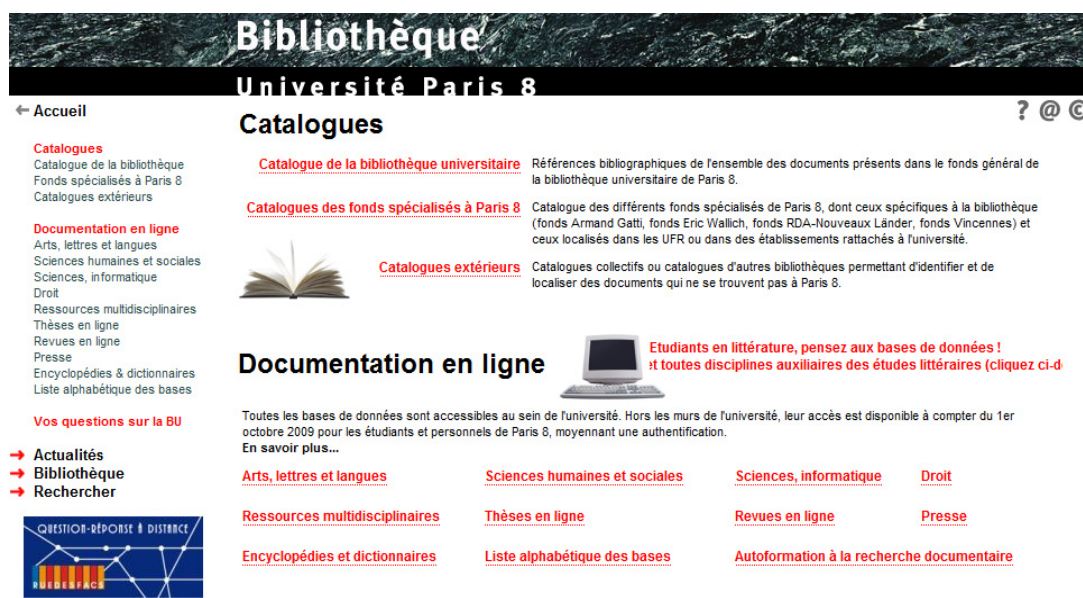 Bibliothèque
Université Paris 8
← Accueil
? @ ©
Catalogues
Catalogue de la bibliothèque
Fonds spécialisés à Paris 8
Catalogues extérieurs
Documentation en ligne
Arts, lettres et langues
Sciences humaines et sociales
Sciences, informatique
Droit
Ressources multidisciplinaires
Thèses en ligne
Revues en ligne
Presse
Encyclopédies & dictionnaires
Liste alphabétique des bases
Vos questions sur la BU
→ Actualités
→ Bibliothèque
→ Rechercher
QUESTION-RÉPONSE À DISTANCE
RUEDESFACS
Catalogues
Catalogue de la bibliothèque universitaire
Références bibliographiques de l'ensemble des documents présents dans le fonds général de
la bibliothèque universitaire de Paris 8.
Catalogues des fonds spécialisés à Paris 8
Catalogue des différents fonds spécialisés de Paris 8, dont ceux spécifiques à la bibliothèque
(fonds Armand Gatti, fonds Eric Wallich, fonds RDA-Nouveaux Länder, fonds Vincennes) et
ceux localisés dans les UFR ou dans des établissements rattachés à l'université.
Catalogues extérieurs
Catalogues collectifs ou catalogues d'autres bibliothèques permettant d'identifier et de
localiser des documents qui ne se trouvent pas à Paris 8.
Documentation en ligne
Etudiants en littérature, pensez aux bases de données !
et toutes disciplines auxiliaires des études littéraires (cliquez ci-d
Toutes les bases de données sont accessibles au sein de l'université. Hors les murs de l'université, leur accès est disponible à compter du 1er
octobre 2009 pour les étudiants et personnels de Paris 8, moyennant une authentification.
En savoir plus...
Arts, lettres et langues Sciences humaines et sociales Sciences, informatique Droit
Ressources multidisciplinaires Thèses en ligne Revues en ligne Presse
Encyclopédies et dictionnaires Liste alphabétique des bases Autoformation à la recherche documentaire